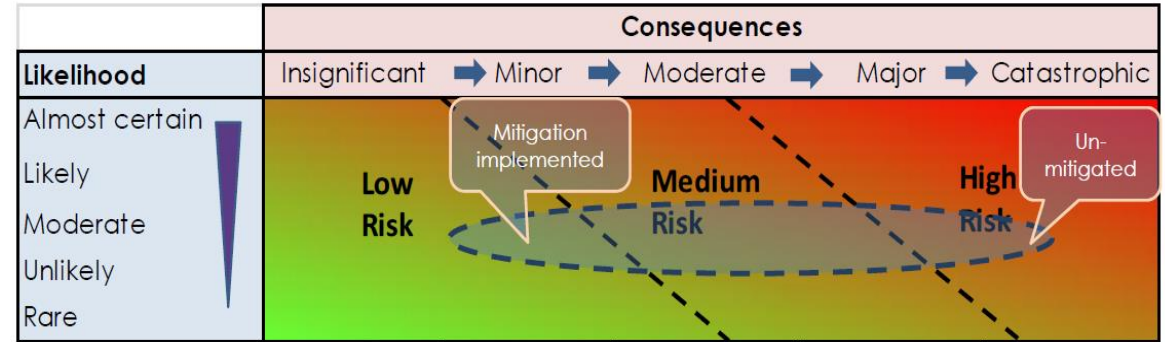 Consequences
Likelihood
Insignificant Minor Moderate Major Catastrophic
Almost certain
Likely
Moderate
Unlikely
Rare
Low
Risk
Mitigation
implemented
Medium
Risk
High
Risk
Un-
mitigated